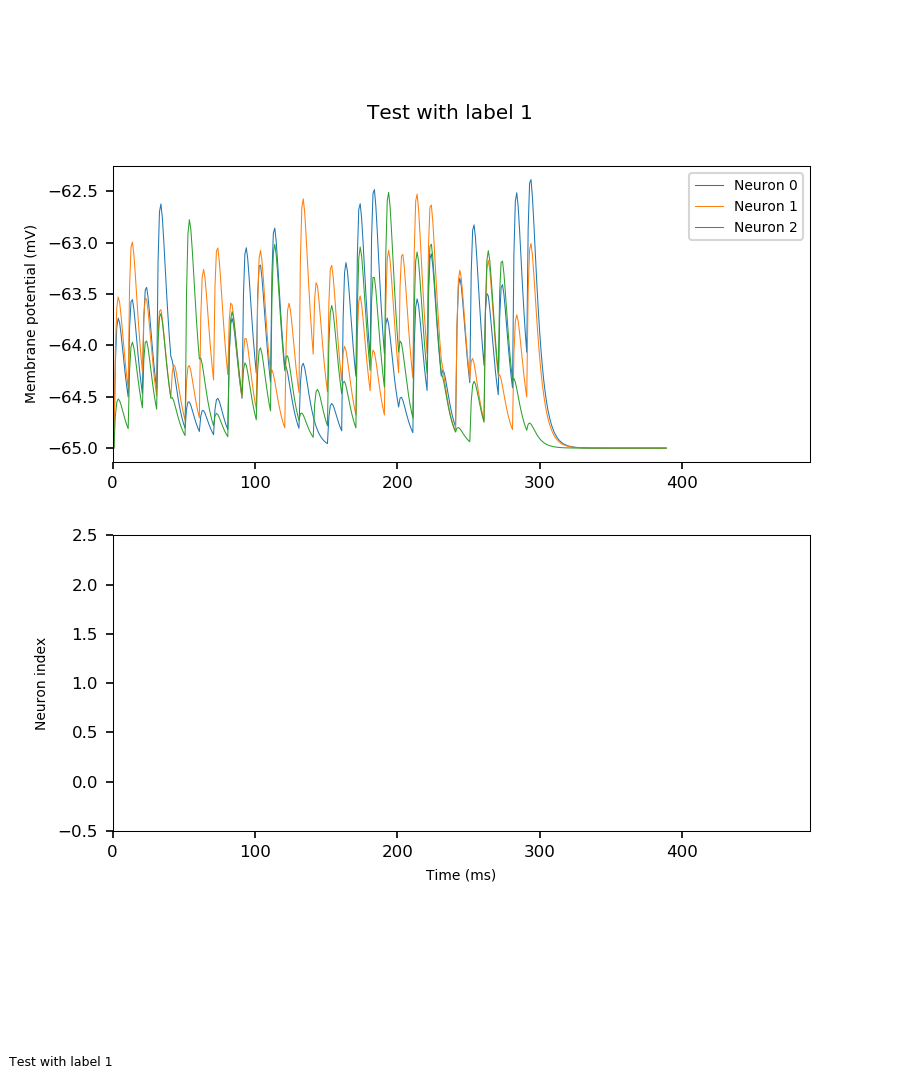 Test with label 1
−62.5
−63.0
−63.5
−64.0
−64.5
−65.0
Membrane potential (mV)
Neuron 0
Neuron 1
Neuron 2
0 100 200 300 400
2.5
2.0
1.5
1.0
0.5
0.0
−0.5
Neuron index
0 100 200 300 400
Time (ms)
Test with label 1